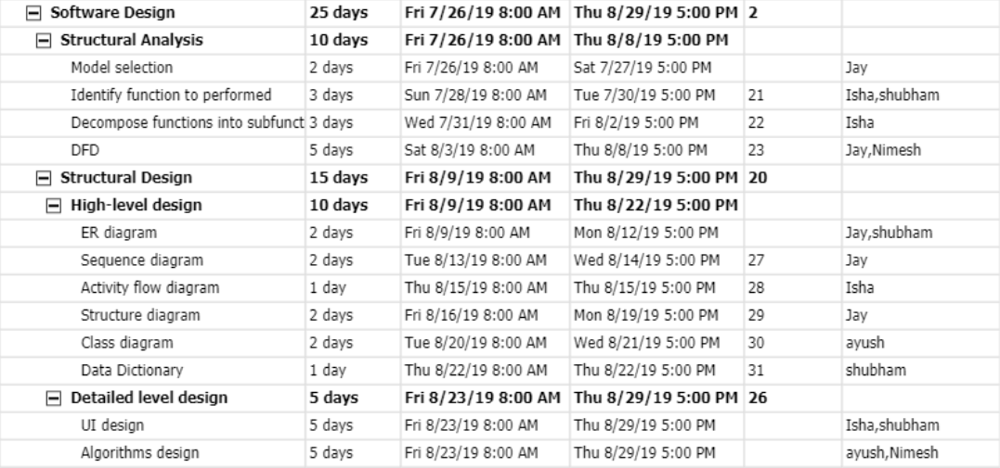 Software Design 25 days Fri 7/26/19 8:00 AM Thu 8/29/19 5:00 PM 2
Structural Analysis 10 days Fri 7/26/19 8:00 AM Thu 8/8/19 5:00 PM
Model selection 2 days Fri 7/26/19 8:00 AM Sat 7/27/19 5:00 PM Jay
Identify function to performed 3 days Sun 7/28/19 8:00 AM Tue 7/30/19 5:00 PM 21 Isha,shubham
Decompose functions into subfunct 3 days Wed 7/31/19 8:00 AM Fri 8/2/19 5:00 PM 22 Isha
DFD 5 days Sat 8/3/19 8:00 AM Thu 8/8/19 5:00 PM 23 Jay,Nimesh
Structural Design 15 days Fri 8/9/19 8:00 AM Thu 8/29/19 5:00 PM 20
High-level design 10 days Fri 8/9/19 8:00 AM Thu 8/22/19 5:00 PM
ER diagram 2 days Fri 8/9/19 8:00 AM Mon 8/12/19 5:00 PM Jay,shubham
Sequence diagram 2 days Tue 8/13/19 8:00 AM Wed 8/14/19 5:00 PM 27 Jay
Activity flow diagram 1 day Thu 8/15/19 8:00 AM Thu 8/15/19 5:00 PM 28 Isha
Structure diagram 2 days Fri 8/16/19 8:00 AM Mon 8/19/19 5:00 PM 29 Jay
Class diagram 2 days Tue 8/20/19 8:00 AM Wed 8/21/19 5:00 PM 30 ayush
Data Dictionary 1 day Thu 8/22/19 8:00 AM Thu 8/22/19 5:00 PM 31 shubham
Detailed level design 5 days Fri 8/23/19 8:00 AM Thu 8/29/19 5:00 PM 26
UI design 5 days Fri 8/23/19 8:00 AM Thu 8/29/19 5:00 PM Isha,shubham
Algorithms design 5 days Fri 8/23/19 8:00 AM Thu 8/29/19 5:00 PM ayush,Nimesh